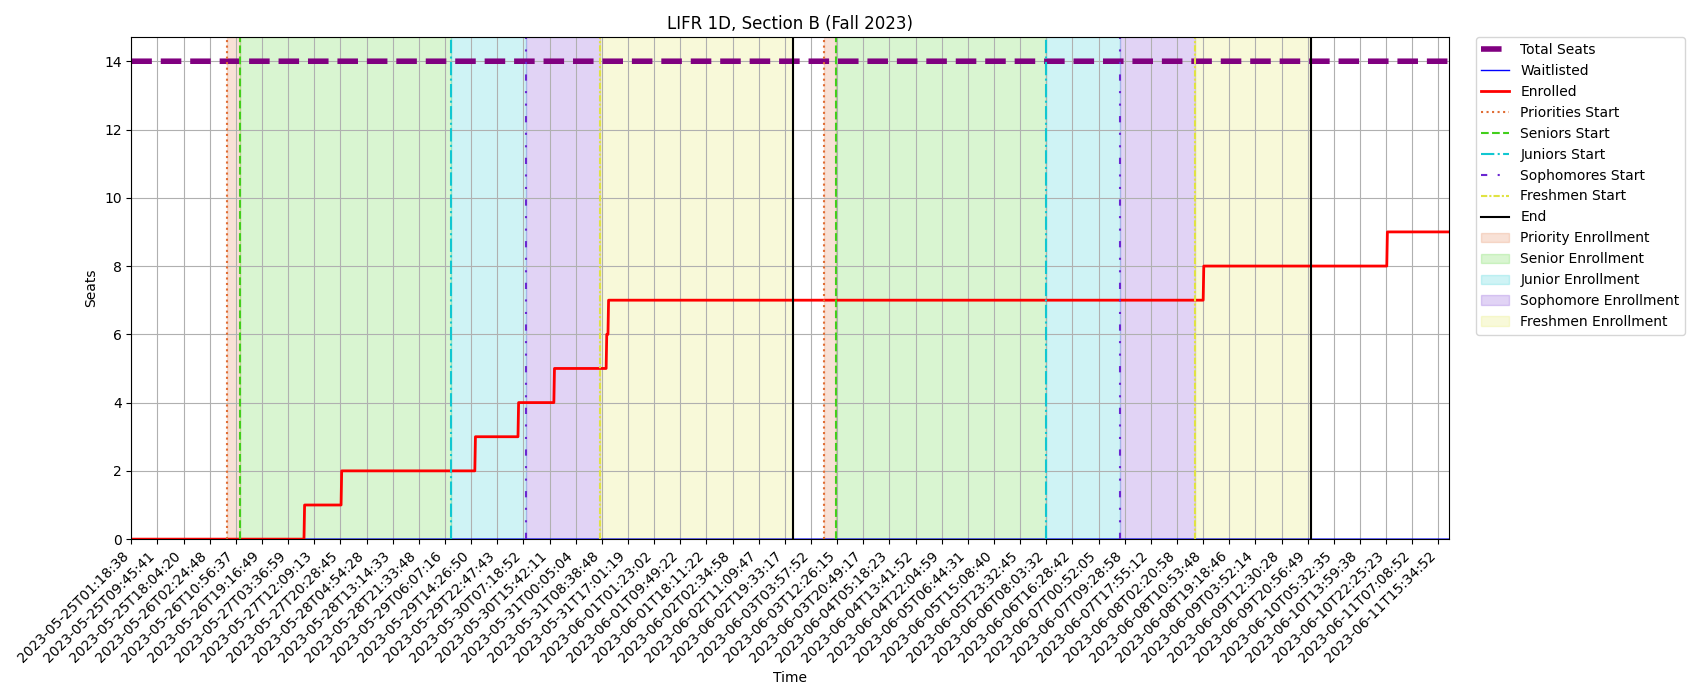 LIFR 1D, Section B (Fall 2023)
Seats
14
12
10
8
6
4
2
0
2023-05-25T01:18:38
2023-05-25T09:45:41
2023-05-25T18:04:20
2023-05-26T02:24:48
2023-05-26T10:56:37
2023-05-26T19:16:49
2023-05-27T03:36:59
2023-05-27T12:09:13
2023-05-27T20:28:45
2023-05-28T04:54:28
2023-05-28T13:14:33
2023-05-28T21:33:48
2023-05-29T06:07:16
2023-05-29T14:26:50
2023-05-29T22:47:43
2023-05-30T07:18:52
2023-05-30T15:42:11
2023-05-31T00:05:04
2023-05-31T08:38:48
2023-05-31T17:01:19
2023-06-01T01:23:02
2023-06-01T09:49:22
2023-06-01T18:11:22
2023-06-02T02:34:58
2023-06-02T11:09:47
2023-06-02T19:33:17
2023-06-03T03:57:52
2023-06-03T12:26:15
2023-06-03T20:49:17
2023-06-04T05:18:23
2023-06-04T13:41:52
2023-06-04T22:04:59
2023-06-05T06:44:31
2023-06-05T15:08:40
2023-06-05T23:32:45
2023-06-06T08:03:32
2023-06-06T16:28:42
2023-06-07T00:52:05
2023-06-07T09:28:58
2023-06-07T17:55:12
2023-06-08T02:20:58
2023-06-08T10:53:48
2023-06-08T19:18:46
2023-06-09T03:52:14
2023-06-09T12:30:28
2023-06-09T20:56:49
2023-06-10T05:32:35
2023-06-10T13:59:38
2023-06-10T22:25:23
2023-06-11T07:08:52
2023-06-11T15:34:52
Time
Total Seats
Waitlisted
Enrolled
Priorities Start
Seniors Start
Juniors Start
Sophomores Start
Freshmen Start
End
Priority Enrollment
Senior Enrollment
Junior Enrollment
Sophomore Enrollment
Freshmen Enrollment